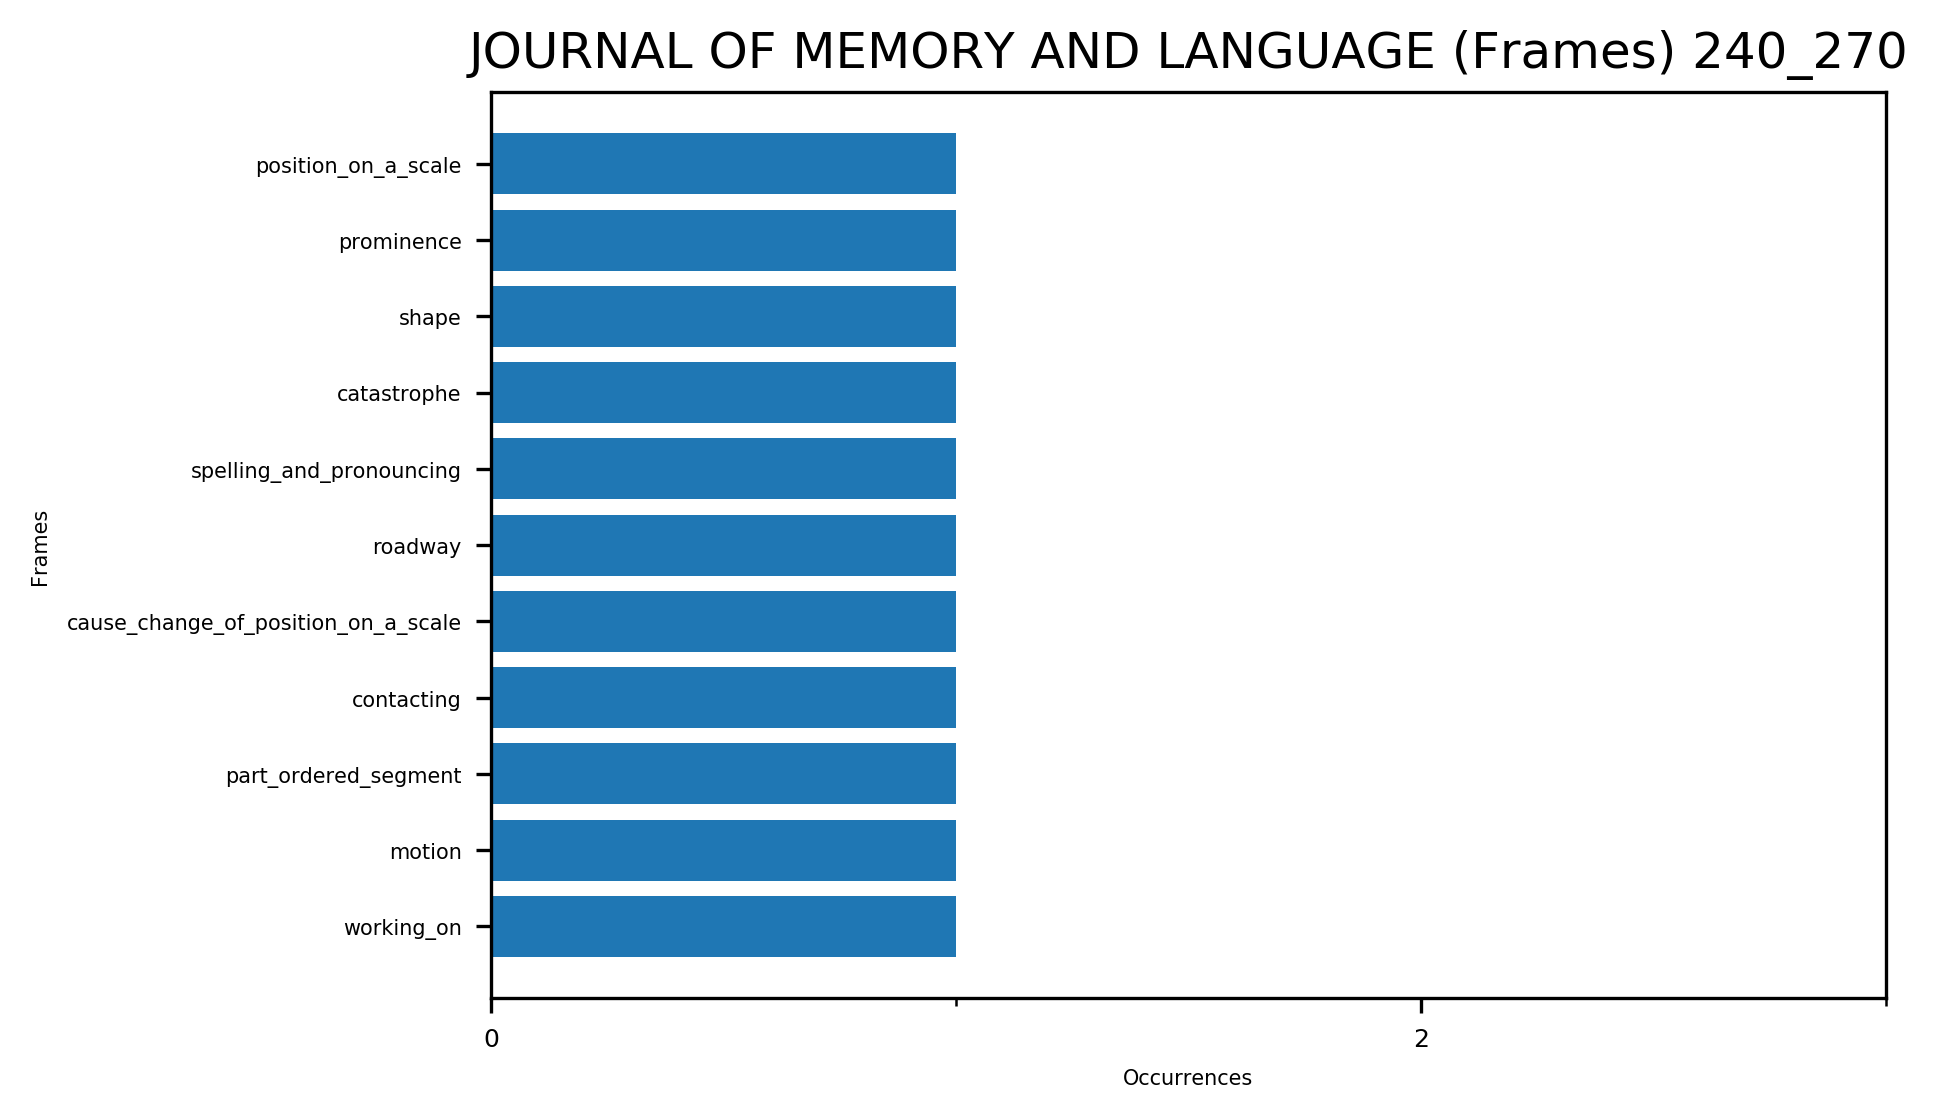 JOURNAL OF MEMORY AND LANGUAGE (Frames) 240_270
position_on_a_scale
prominence
shape
catastrophe
spelling_and_pronouncing
roadway
cause_change_of_position_on_a_scale
contacting
part_ordered_segment
motion
working_on
Frames
0 2
Occurrences